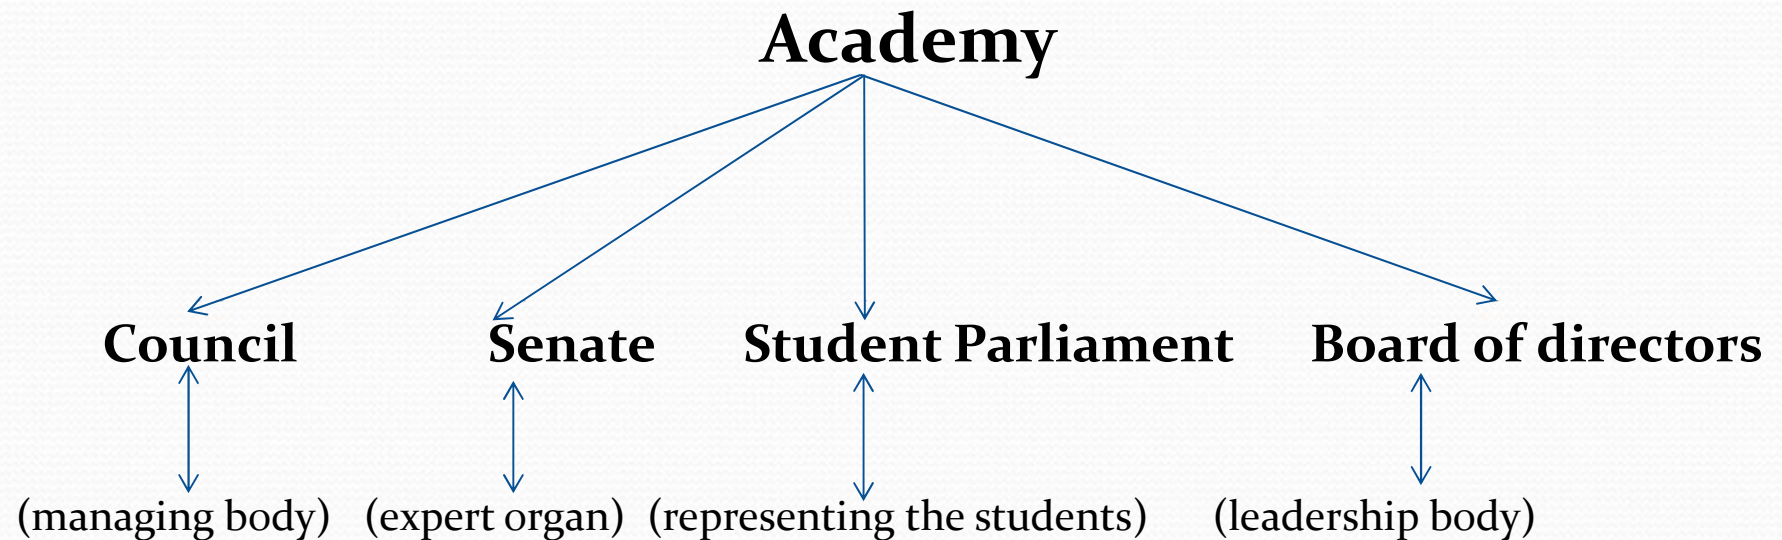 Academy
Council Senate Student Parliament Board of directors
(managing body) (expert organ) (representing the students) (leadership body)